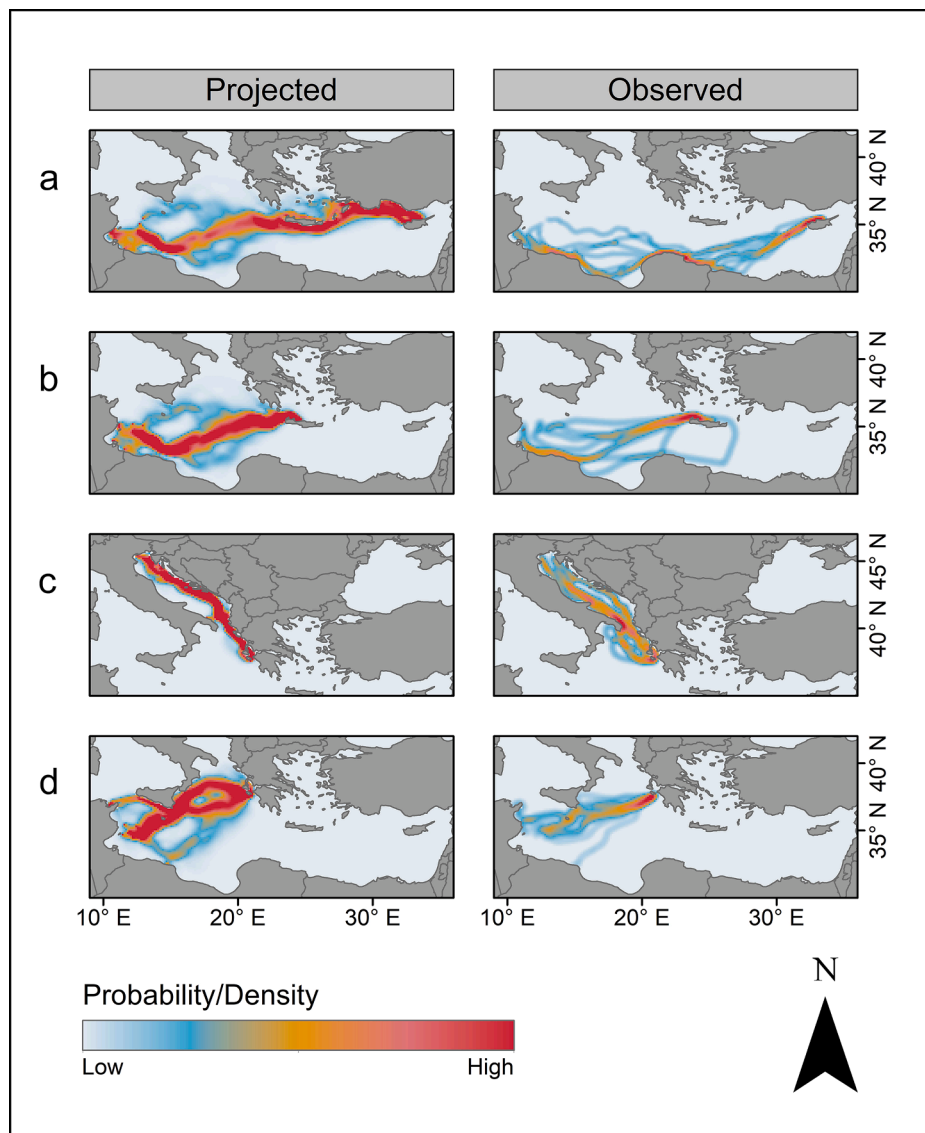 Projected Observed
a
40° N
35° N
b
40° N
35° N
c
45° N
40° N
d
40° N
35° N
10° E 20° E 30° E 10° E 20° E 30° E
Probability/Density
Low High
N